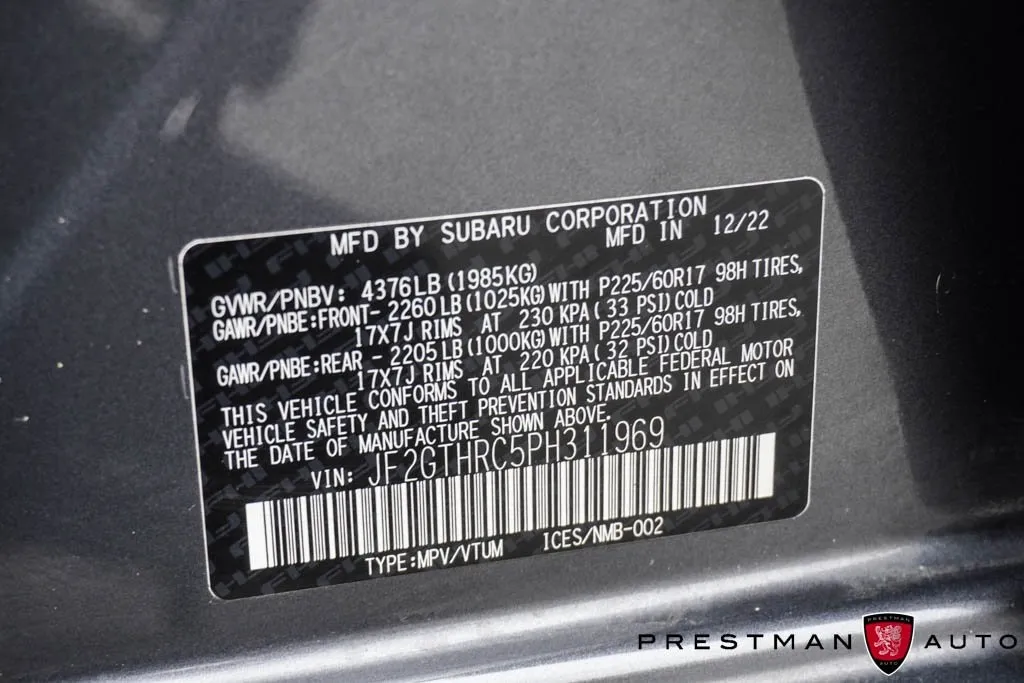 MFD BY SUBARU CORPORATION
MFD IN 12/22
GVWR/PNBV: 4376LB (1985KG)
GAWR/PNBE:FRONT- 2260LB (1025KG) WITH P225/60R17 98H TIRES,
17X7J RIMS AT 230 KPA (33 PSI) COLD
GAWR/PNBE:REAR - 2205LB (1000KG) WITH P225/60R17 98H TIRES,
17X7J RIMS AT 220 KPA (32 PSI) COLD
THIS VEHICLE CONFORMS TO ALL APPLICABLE FEDERAL MOTOR
VEHICLE SAFETY AND THEFT PREVENTION STANDARDS IN EFFECT ON
THE DATE OF MANUFACTURE SHOWN ABOVE.
VIN: JF2GTHRC5PH311969
TYPE:MPV/VTUM ICES/NMB-002
PRESTMAN PRESTMAN AUTO
AUTO